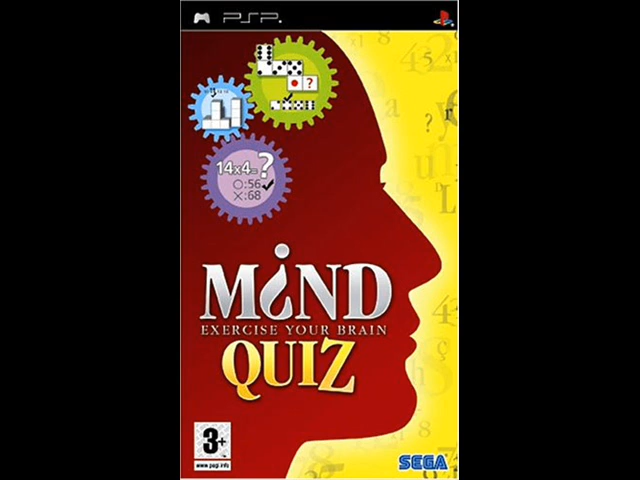 PSP
14x4=?
O:56
X:68
?
MiND
EXERCISE YOUR BRAIN
QUIZ
3+
www.pegi.info
SEGA